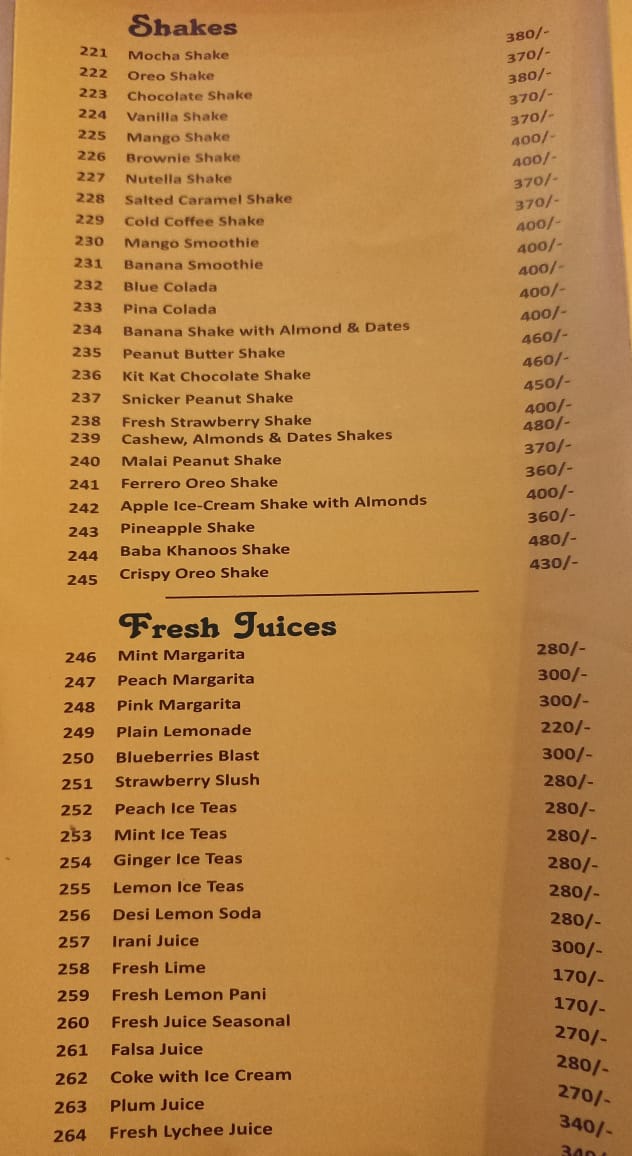 Shakes
221 Mocha Shake 380/-
222 Oreo Shake 370/-
223 Chocolate Shake 380/-
224 Vanilla Shake 370/-
225 Mango Shake 370/-
226 Brownie Shake 400/-
227 Nutella Shake 400/-
228 Salted Caramel Shake 370/-
229 Cold Coffee Shake 370/-
230 Mango Smoothie 400/-
231 Banana Smoothie 400/-
232 Blue Colada 400/-
233 Pina Colada 400/-
234 Banana Shake with Almond & Dates 400/-
235 Peanut Butter Shake 460/-
236 Kit Kat Chocolate Shake 460/-
237 Snicker Peanut Shake 450/-
238 Fresh Strawberry Shake 400/-
239 Cashew, Almonds & Dates Shakes 480/-
240 Malai Peanut Shake 370/-
241 Ferrero Oreo Shake 360/-
242 Apple Ice-Cream Shake with Almonds 400/-
243 Pineapple Shake 360/-
244 Baba Khanoos Shake 480/-
245 Crispy Oreo Shake 430/-
Fresh Juices
246 Mint Margarita 280/-
247 Peach Margarita 300/-
248 Pink Margarita 300/-
249 Plain Lemonade 220/-
250 Blueberries Blast 300/-
251 Strawberry Slush 280/-
252 Peach Ice Teas 280/-
253 Mint Ice Teas 280/-
254 Ginger Ice Teas 280/-
255 Lemon Ice Teas 280/-
256 Desi Lemon Soda 280/-
257 Irani Juice 300/-
258 Fresh Lime 170/-
259 Fresh Lemon Pani 170/-
260 Fresh Juice Seasonal 270/-
261 Falsa Juice 280/-
262 Coke with Ice Cream 270/-
263 Plum Juice 340/-
264 Fresh Lychee Juice